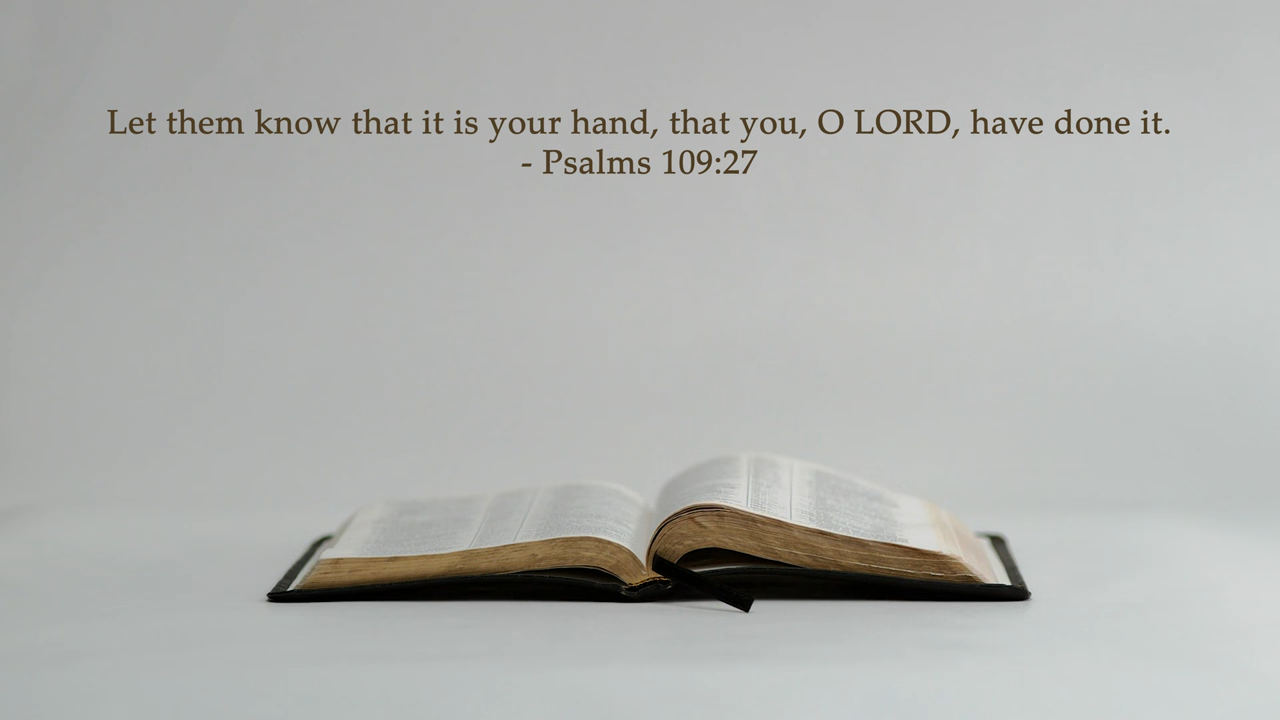 Let them know that it is your hand, that you, O LORD, have done it.
- Psalms 109:27